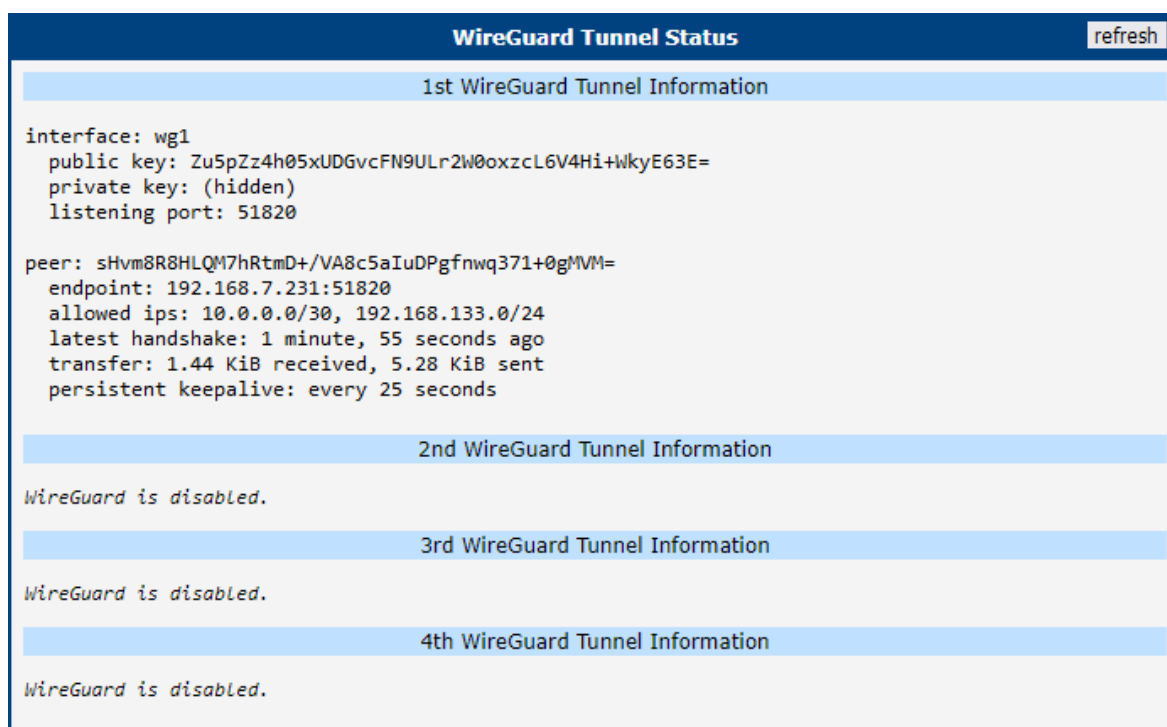 WireGuard Tunnel Status
refresh
1st WireGuard Tunnel Information
interface: wg1
public key: Zu5pZz4h05xUDGvcFN9ULr2W0oxzcL6V4Hi+WkyE63E=
private key: (hidden)
listening port: 51820
peer: sHvm8R8HLQM7hRtmD+/VA8c5aIuDPgfnwq371+0gMVM=
endpoint: 192.168.7.231:51820
allowed ips: 10.0.0.0/30, 192.168.133.0/24
latest handshake: 1 minute, 55 seconds ago
transfer: 1.44 KiB received, 5.28 KiB sent
persistent keepalive: every 25 seconds
2nd WireGuard Tunnel Information
WireGuard is disabled.
3rd WireGuard Tunnel Information
WireGuard is disabled.
4th WireGuard Tunnel Information
WireGuard is disabled.